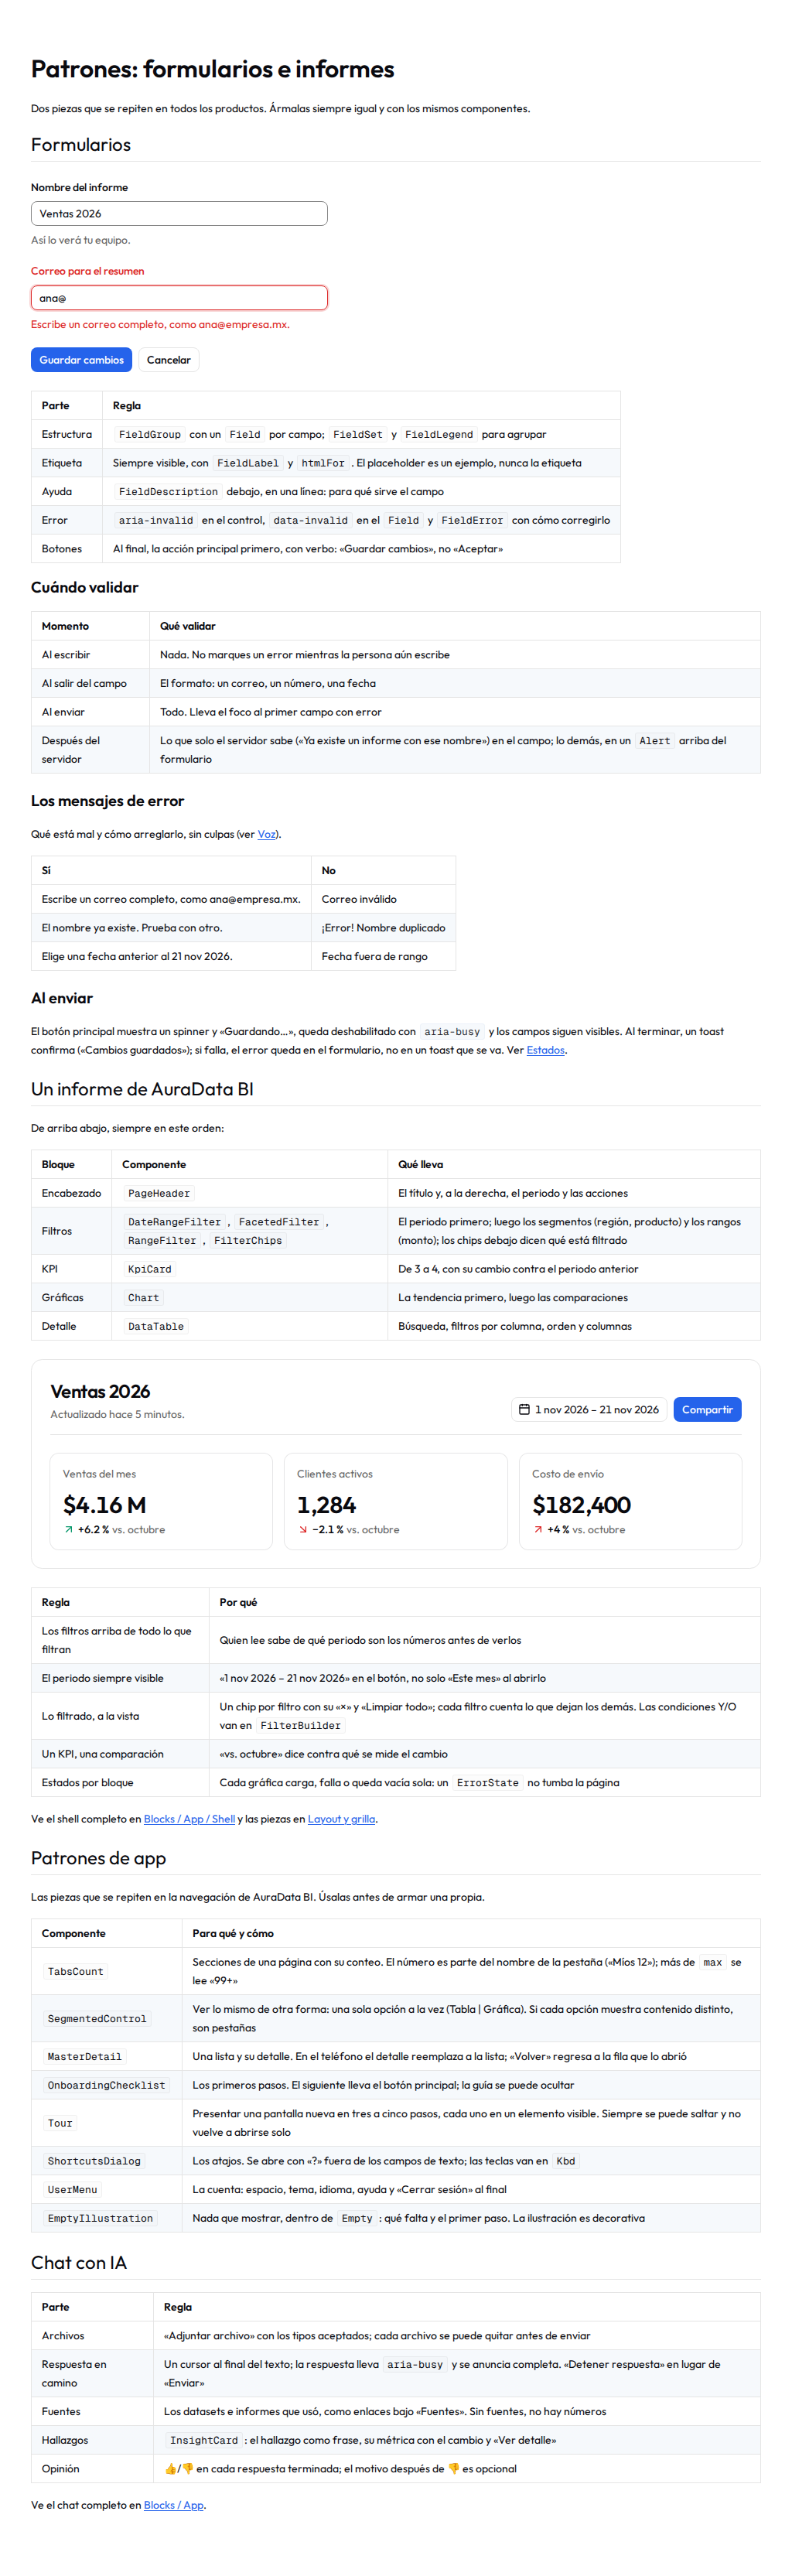 Patrones: formularios e informes
Dos piezas que se repiten en todos los productos. Ármalas siempre igual y con los mismos componentes.
Formularios
Nombre del informe
Ventas 2026
Así lo verá tu equipo.
Correo para el resumen
ana@
Escribe un correo completo, como ana@empresa.mx.
Guardar cambios Cancelar
Parte Regla
Estructura FieldGroup con un Field por campo; FieldSet y FieldLegend para agrupar
Etiqueta Siempre visible, con FieldLabel y htmlFor . El placeholder es un ejemplo, nunca la etiqueta
Ayuda FieldDescription debajo, en una línea: para qué sirve el campo
Error aria-invalid en el control, data-invalid en el Field y FieldError con cómo corregirlo
Botones Al final, la acción principal primero, con verbo: «Guardar cambios», no «Aceptar»
Cuándo validar
Momento Qué validar
Al escribir Nada. No marques un error mientras la persona aún escribe
Al salir del campo El formato: un correo, un número, una fecha
Al enviar Todo. Lleva el foco al primer campo con error
Después del servidor Lo que solo el servidor sabe («Ya existe un informe con ese nombre») en el campo; lo demás, en un Alert arriba del
formulario
Los mensajes de error
Qué está mal y cómo arreglarlo, sin culpas (ver Voz).
Sí No
Escribe un correo completo, como ana@empresa.mx. Correo inválido
El nombre ya existe. Prueba con otro. ¡Error! Nombre duplicado
Elige una fecha anterior al 21 nov 2026. Fecha fuera de rango
Al enviar
El botón principal muestra un spinner y «Guardando…», queda deshabilitado con aria-busy y los campos siguen visibles. Al terminar, un toast
confirma («Cambios guardados»); si falla, el error queda en el formulario, no en un toast que se va. Ver Estados.
Un informe de AuraData BI
De arriba abajo, siempre en este orden:
Bloque Componente Qué lleva
Encabezado PageHeader El título y, a la derecha, el periodo y las acciones
Filtros DateRangeFilter , FacetedFilter ,
RangeFilter , FilterChips El periodo primero; luego los segmentos (región, producto) y los rangos
(monto); los chips debajo dicen qué está filtrado
KPI KpiCard De 3 a 4, con su cambio contra el periodo anterior
Gráficas Chart La tendencia primero, luego las comparaciones
Detalle DataTable Búsqueda, filtros por columna, orden y columnas
Ventas 2026
Actualizado hace 5 minutos.
1 nov 2026 – 21 nov 2026 Compartir
Ventas del mes
$4.16 M
+6.2 % vs. octubre
Clientes activos
1,284
−2.1 % vs. octubre
Costo de envío
$182,400
+4 % vs. octubre
Regla Por qué
Los filtros arriba de todo lo que
filtran Quien lee sabe de qué periodo son los números antes de verlos
El periodo siempre visible «1 nov 2026 – 21 nov 2026» en el botón, no solo «Este mes» al abrirlo
Lo filtrado, a la vista Un chip por filtro con su «×» y «Limpiar todo»; cada filtro cuenta lo que dejan los demás. Las condiciones Y/O
van en FilterBuilder
Un KPI, una comparación «vs. octubre» dice contra qué se mide el cambio
Estados por bloque Cada gráfica carga, falla o queda vacía sola: un ErrorState no tumba la página
Ve el shell completo en Blocks / App / Shell y las piezas en Layout y grilla.
Patrones de app
Las piezas que se repiten en la navegación de AuraData BI. Úsalas antes de armar una propia.
Componente Para qué y cómo
TabsCount Secciones de una página con su conteo. El número es parte del nombre de la pestaña («Míos 12»); más de max se
lee «99+»
SegmentedControl Ver lo mismo de otra forma: una sola opción a la vez (Tabla | Gráfica). Si cada opción muestra contenido distinto,
son pestañas
MasterDetail Una lista y su detalle. En el teléfono el detalle reemplaza a la lista; «Volver» regresa a la fila que lo abrió
OnboardingChecklist Los primeros pasos. El siguiente lleva el botón principal; la guía se puede ocultar
Tour Presentar una pantalla nueva en tres a cinco pasos, cada uno en un elemento visible. Siempre se puede saltar y no
vuelve a abrirse solo
ShortcutsDialog Los atajos. Se abre con «?» fuera de los campos de texto; las teclas van en Kbd
UserMenu La cuenta: espacio, tema, idioma, ayuda y «Cerrar sesión» al final
EmptyIllustration Nada que mostrar, dentro de Empty : qué falta y el primer paso. La ilustración es decorativa
Chat con IA
Parte Regla
Archivos «Adjuntar archivo» con los tipos aceptados; cada archivo se puede quitar antes de enviar
Respuesta en
camino Un cursor al final del texto; la respuesta lleva aria-busy y se anuncia completa. «Detener respuesta» en lugar de
«Enviar»
Fuentes Los datasets e informes que usó, como enlaces bajo «Fuentes». Sin fuentes, no hay números
Hallazgos InsightCard : el hallazgo como frase, su métrica con el cambio y «Ver detalle»
Opinión 👍/👎 en cada respuesta terminada; el motivo después de 👎 es opcional
Ve el chat completo en Blocks / App.